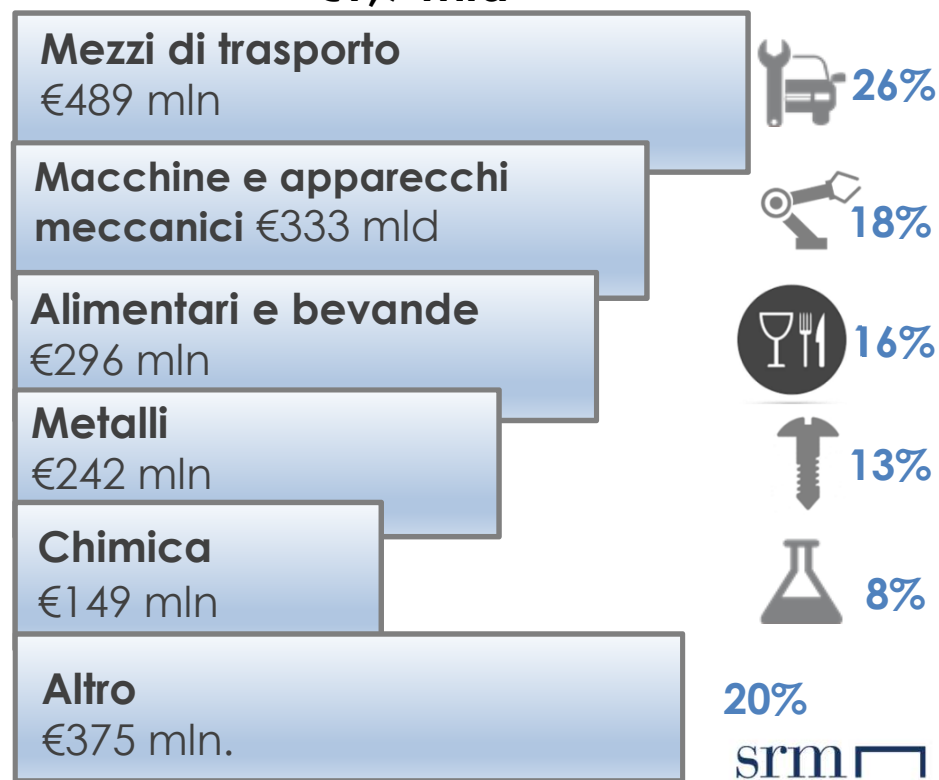 Mezzi di trasporto
€489 mln
26%
Macchine e apparecchi
meccanici €333 mld
18%
Alimentari e bevande
€296 mln
16%
Metalli
€242 mln
13%
Chimica
€149 mln
8%
Altro
€375 mln.
20%
srm